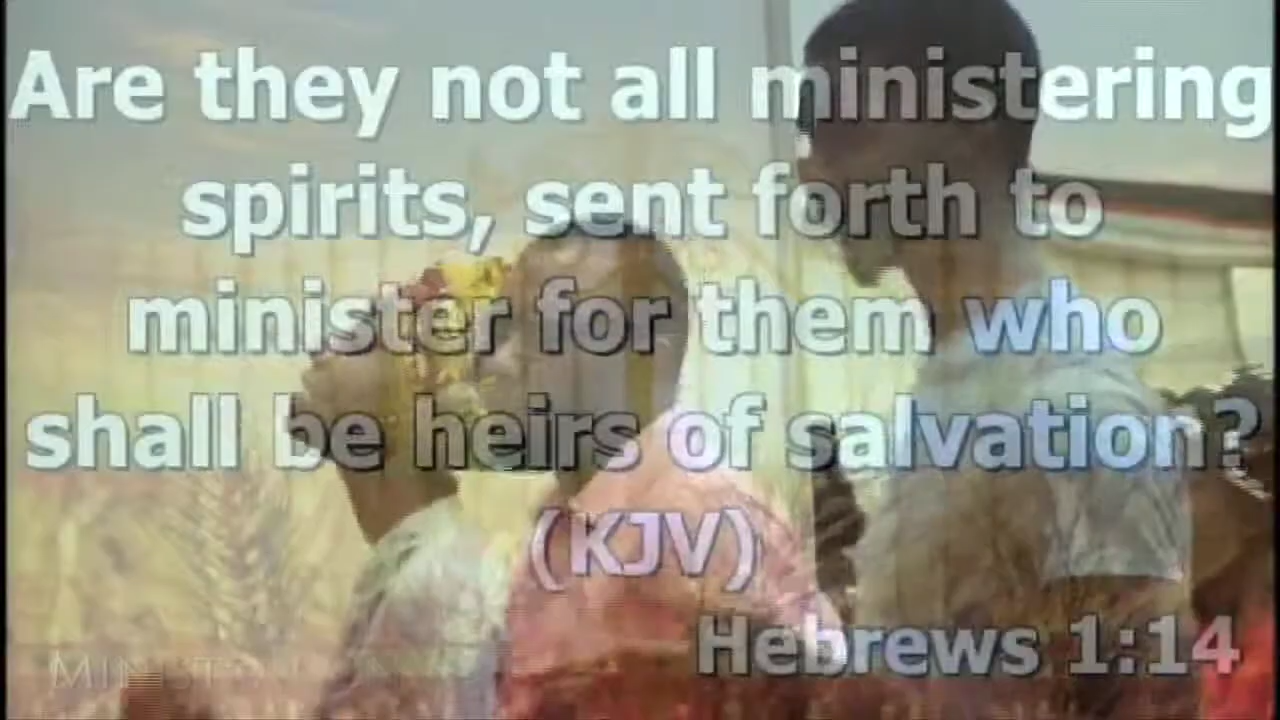 Are they not all ministering
spirits, sent forth to
minister for them who
shall be heirs of salvation?
(KJV)
Hebrews 1:14